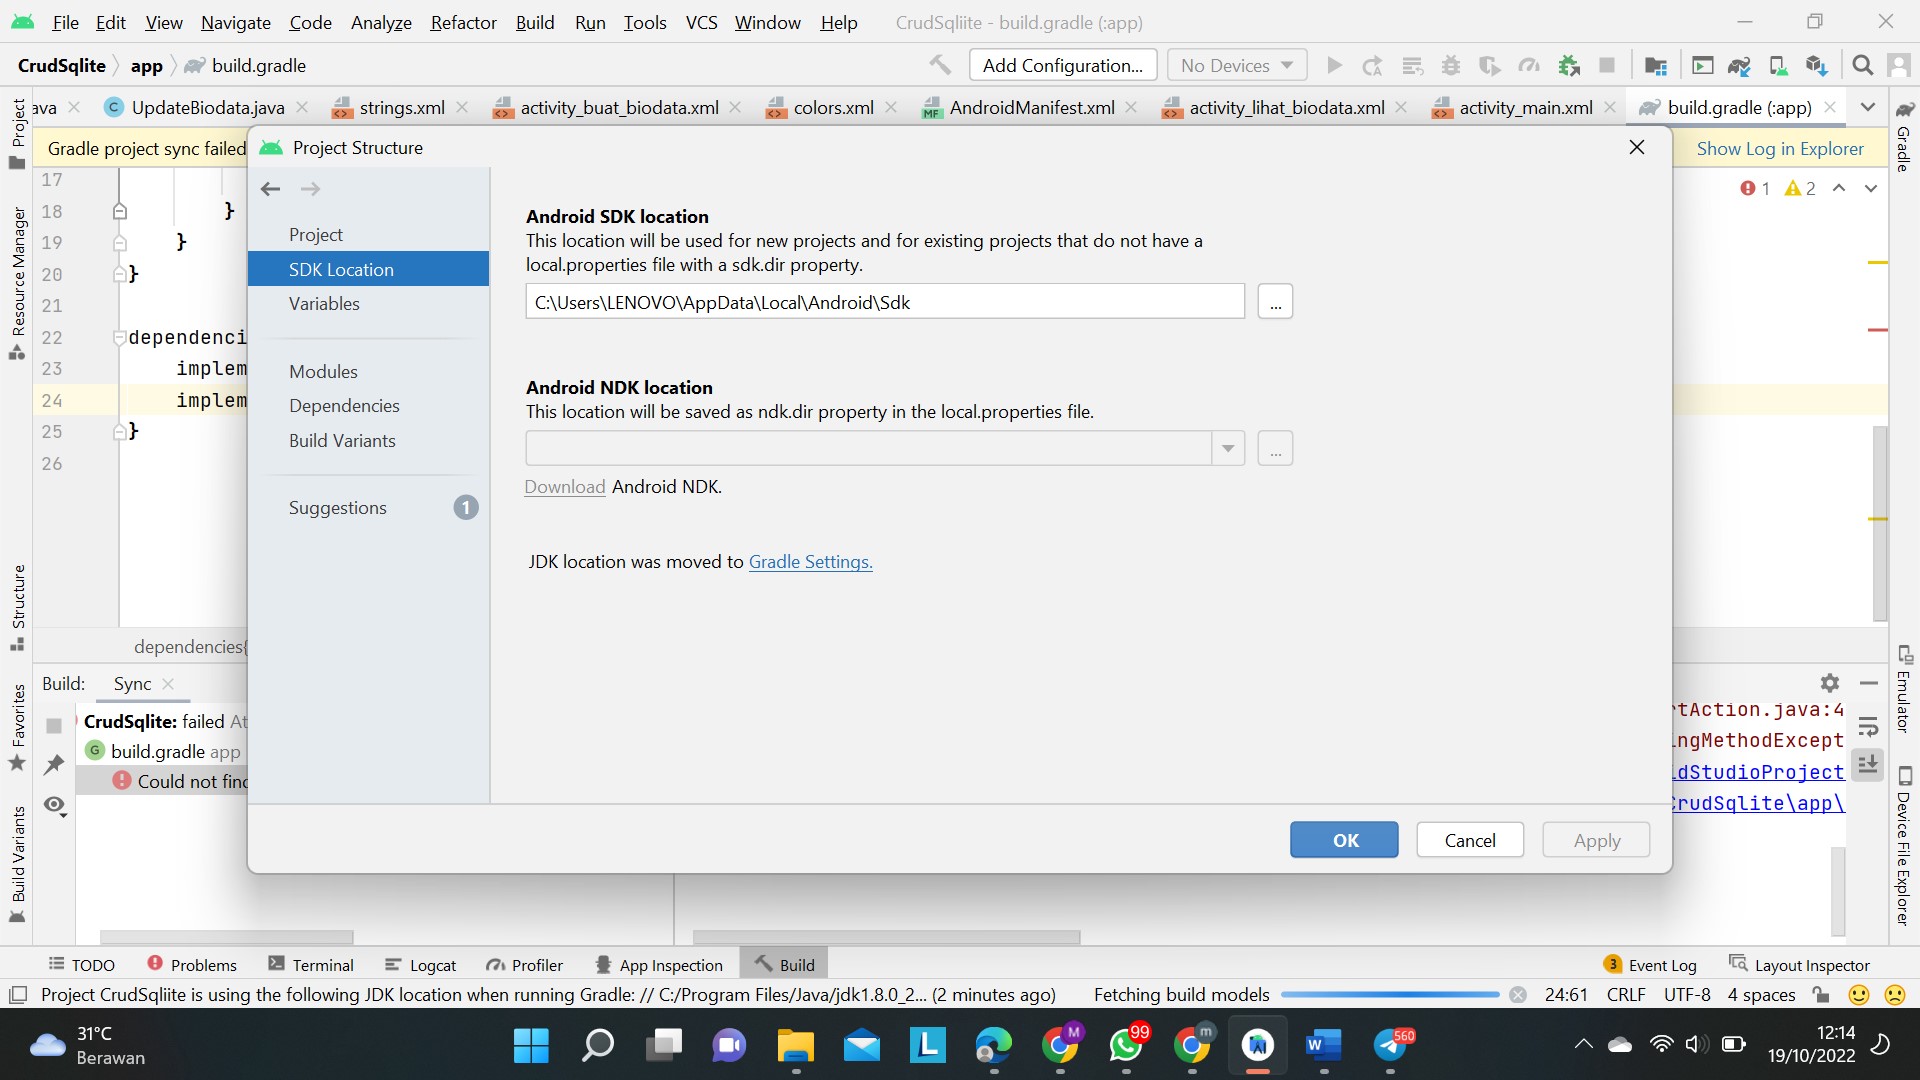 File Edit View Navigate Code Analyze Refactor Build Run Tools VCS Window Help CrudSqliite - build.gradle (:app)
CrudSqlite app build.gradle Add Configuration... No Devices
ava UpdateBiodata.java strings.xml activity_buat_biodata.xml colors.xml AndroidManifest.xml activity_lihat_biodata.xml activity_main.xml build.gradle (:app)
Gradle project sync failed Show Log in Explorer
Project Structure
1 2
17
18 }
19 }
20 }
21
22 dependenci
23 implem
24 implem
25 }
26
dependencies{
Project
SDK Location
Variables
Modules
Dependencies
Build Variants
Suggestions 1
Android SDK location
This location will be used for new projects and for existing projects that do not have a
local.properties file with a sdk.dir property.
C:\Users\LENOVO\AppData\Local\Android\Sdk
...
Android NDK location
This location will be saved as ndk.dir property in the local.properties file.
...
Download Android NDK.
JDK location was moved to Gradle Settings.
OK Cancel Apply
Project
Resource Manager
Structure
Favorites
Build Variants
Gradle
Emulator
Device File Explorer
Build: Sync
CrudSqlite: failed At
build.gradle app
Could not find
rtAction.java:4
ingMethodExcept
idStudioProject
CrudSqlite\app\
TODO Problems Terminal Logcat Profiler App Inspection Build 3 Event Log Layout Inspector
Project CrudSqliite is using the following JDK location when running Gradle: // C:/Program Files/Java/jdk1.8.0_2... (2 minutes ago) Fetching build models 24:61 CRLF UTF-8 4 spaces
31°C
Berawan
M
99
m
560
12:14
19/10/2022